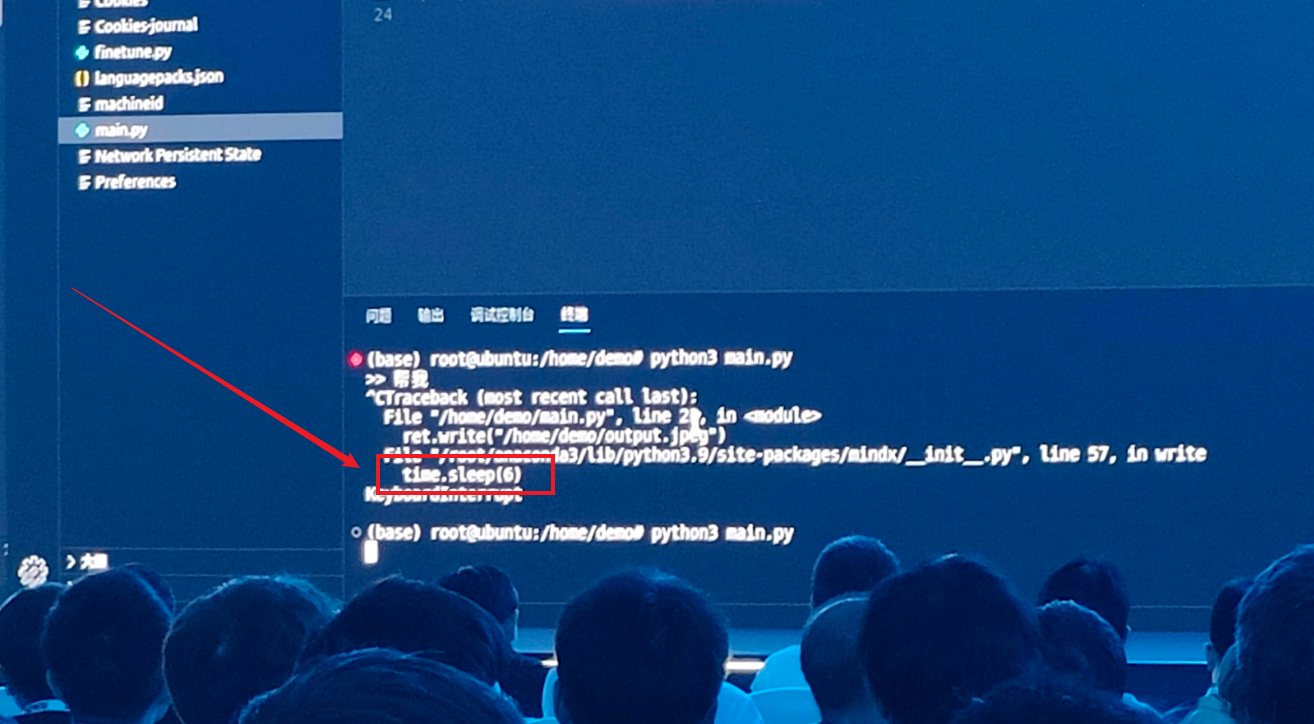 Cookies
Cookies-journal
finetune.py
languagepacks.json
machineid
main.py
Network Persistent State
Preferences
24
问题 输出 调试控制台 终端
(base) root@ubuntu:/home/demo# python3 main.py
>> 帮我
^CTraceback (most recent call last):
File "/home/demo/main.py", line 2, in <module>
ret.write("/home/demo/output.jpeg")
File "/root/anaconda3/lib/python3.9/site-packages/mindx/__init__.py", line 57, in write
time.sleep(6)
KeyboardInterrupt
(base) root@ubuntu:/home/demo# python3 main.py
> 大纲